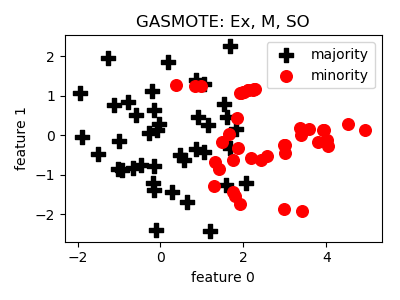 GASMOTE: Ex, M, SO
majority
minority
feature 1
2
1
0
−1
−2
−2
0
2
4
feature 0